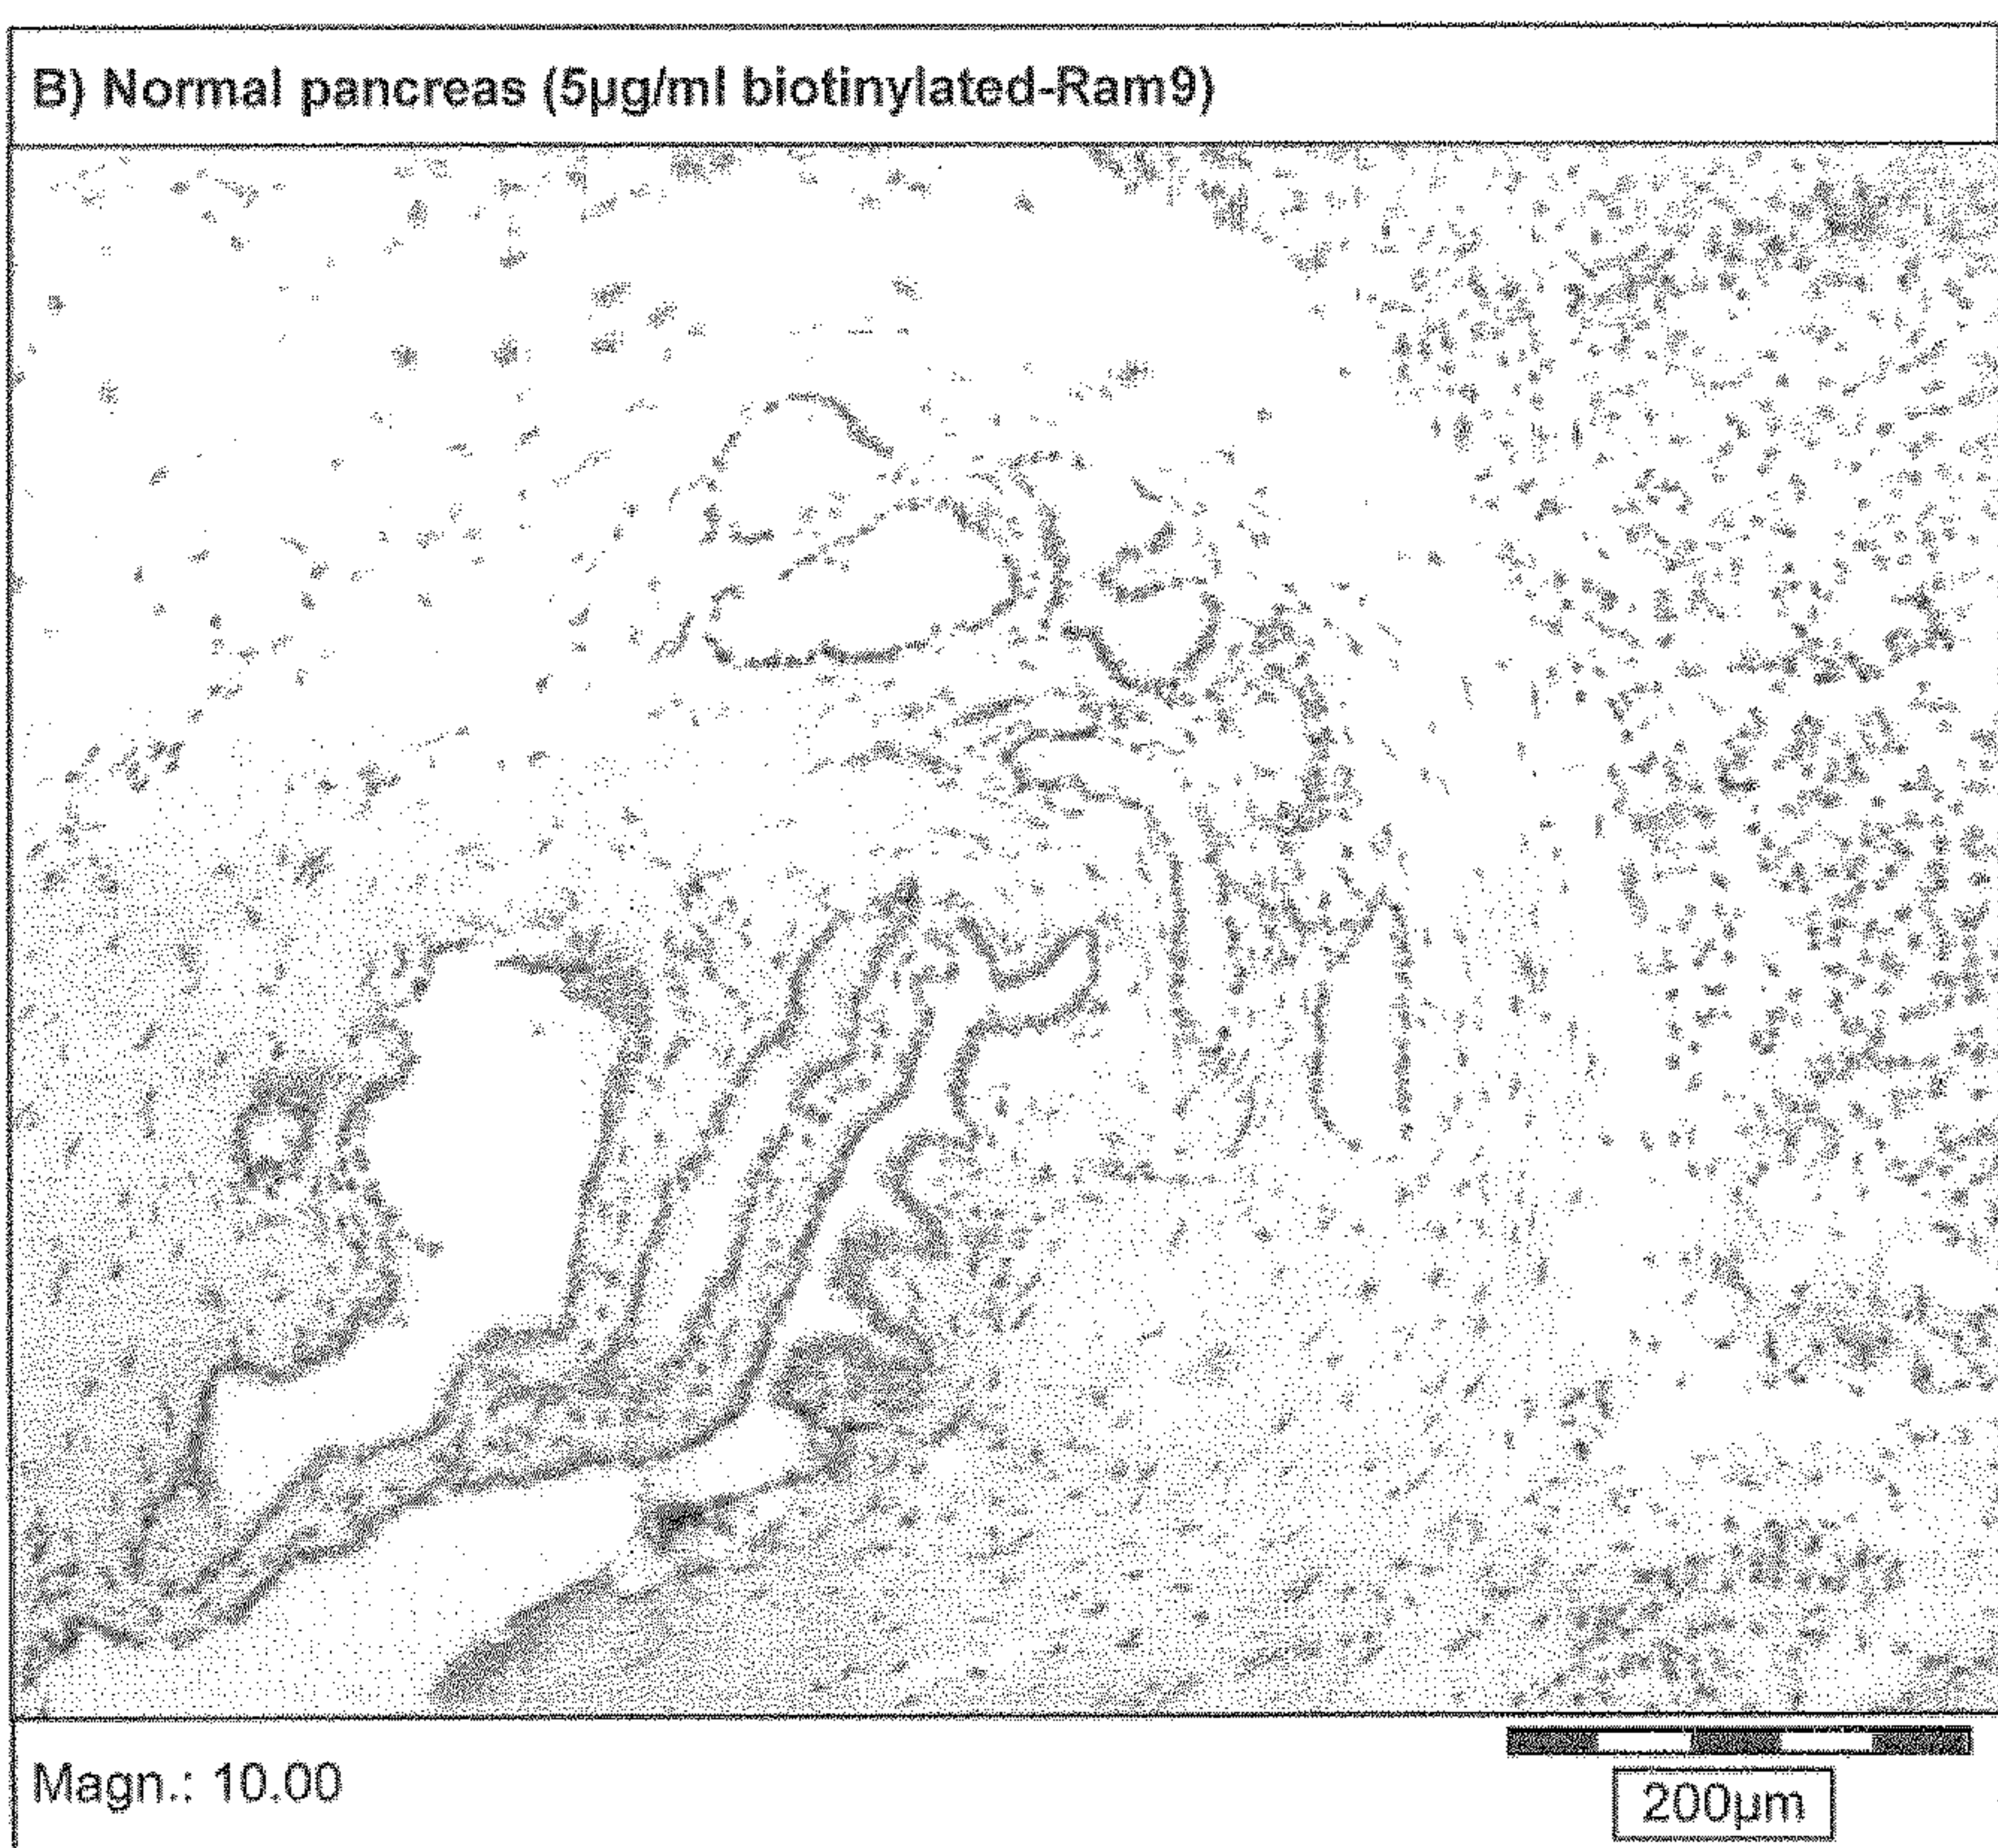 B) Normal pancreas (5µg/ml biotinylated-Ram9)
Magn.: 10.00
200µm